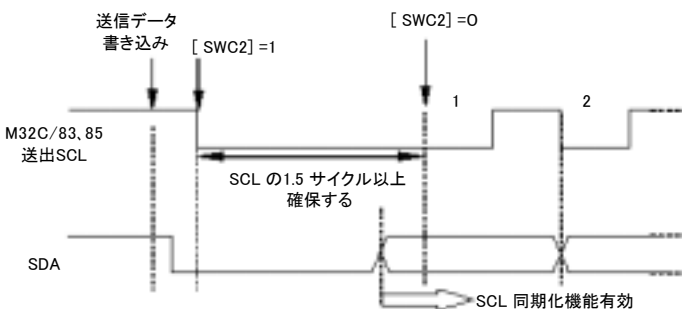 送信データ
書き込み
[ SWC2] =1
[ SWC2] =0
1
2
M32C/83､85
送出SCL
SCL の1.5 サイクル以上
確保する
SDA
SCL 同期化機能有効